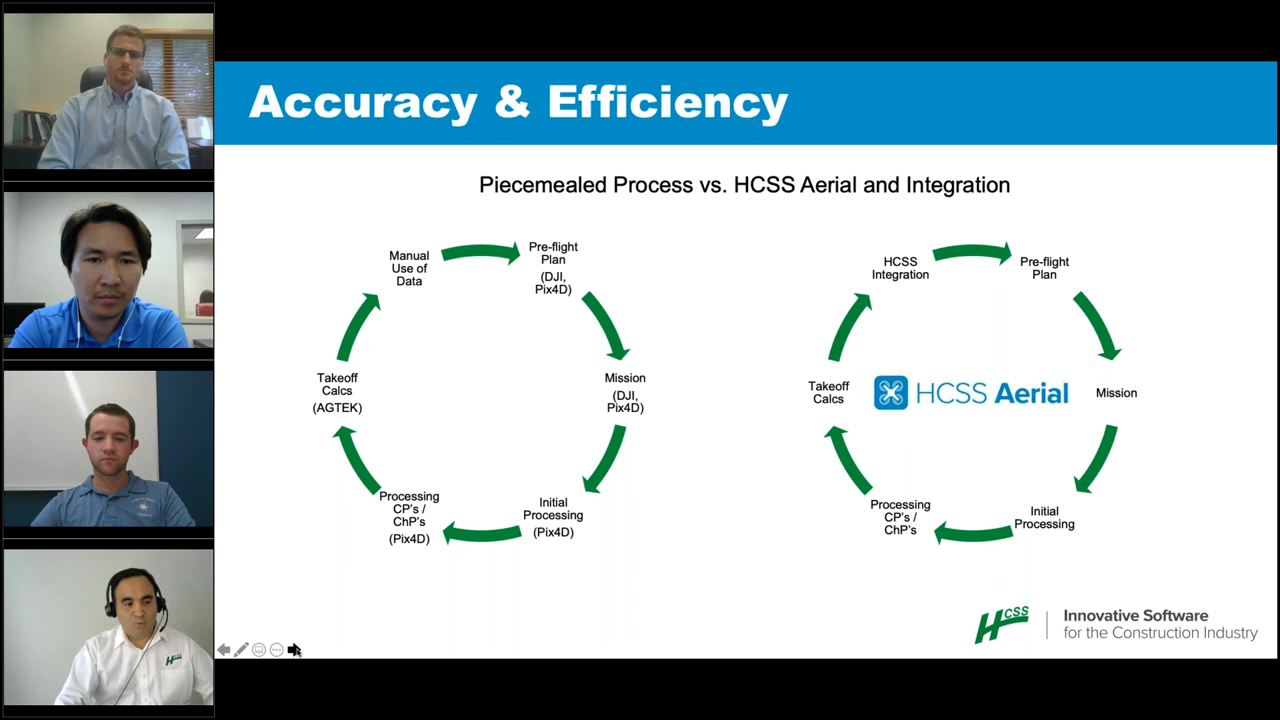 Accuracy & Efficiency
Piecemealed Process vs. HCSS Aerial and Integration
Manual
Use of
Data
Pre-flight
Plan
(DJI,
Pix4D)
Mission
(DJI,
Pix4D)
Initial
Processing
(Pix4D)
Processing
CP's /
ChP's
(Pix4D)
Takeoff
Calcs
(AGTEK)
HCSS
Integration
Pre-flight
Plan
Mission
Initial
Processing
Processing
CP's /
ChP's
Takeoff
Calcs
HCSS Aerial
HCSS
Innovative Software
for the Construction Industry
HCSS